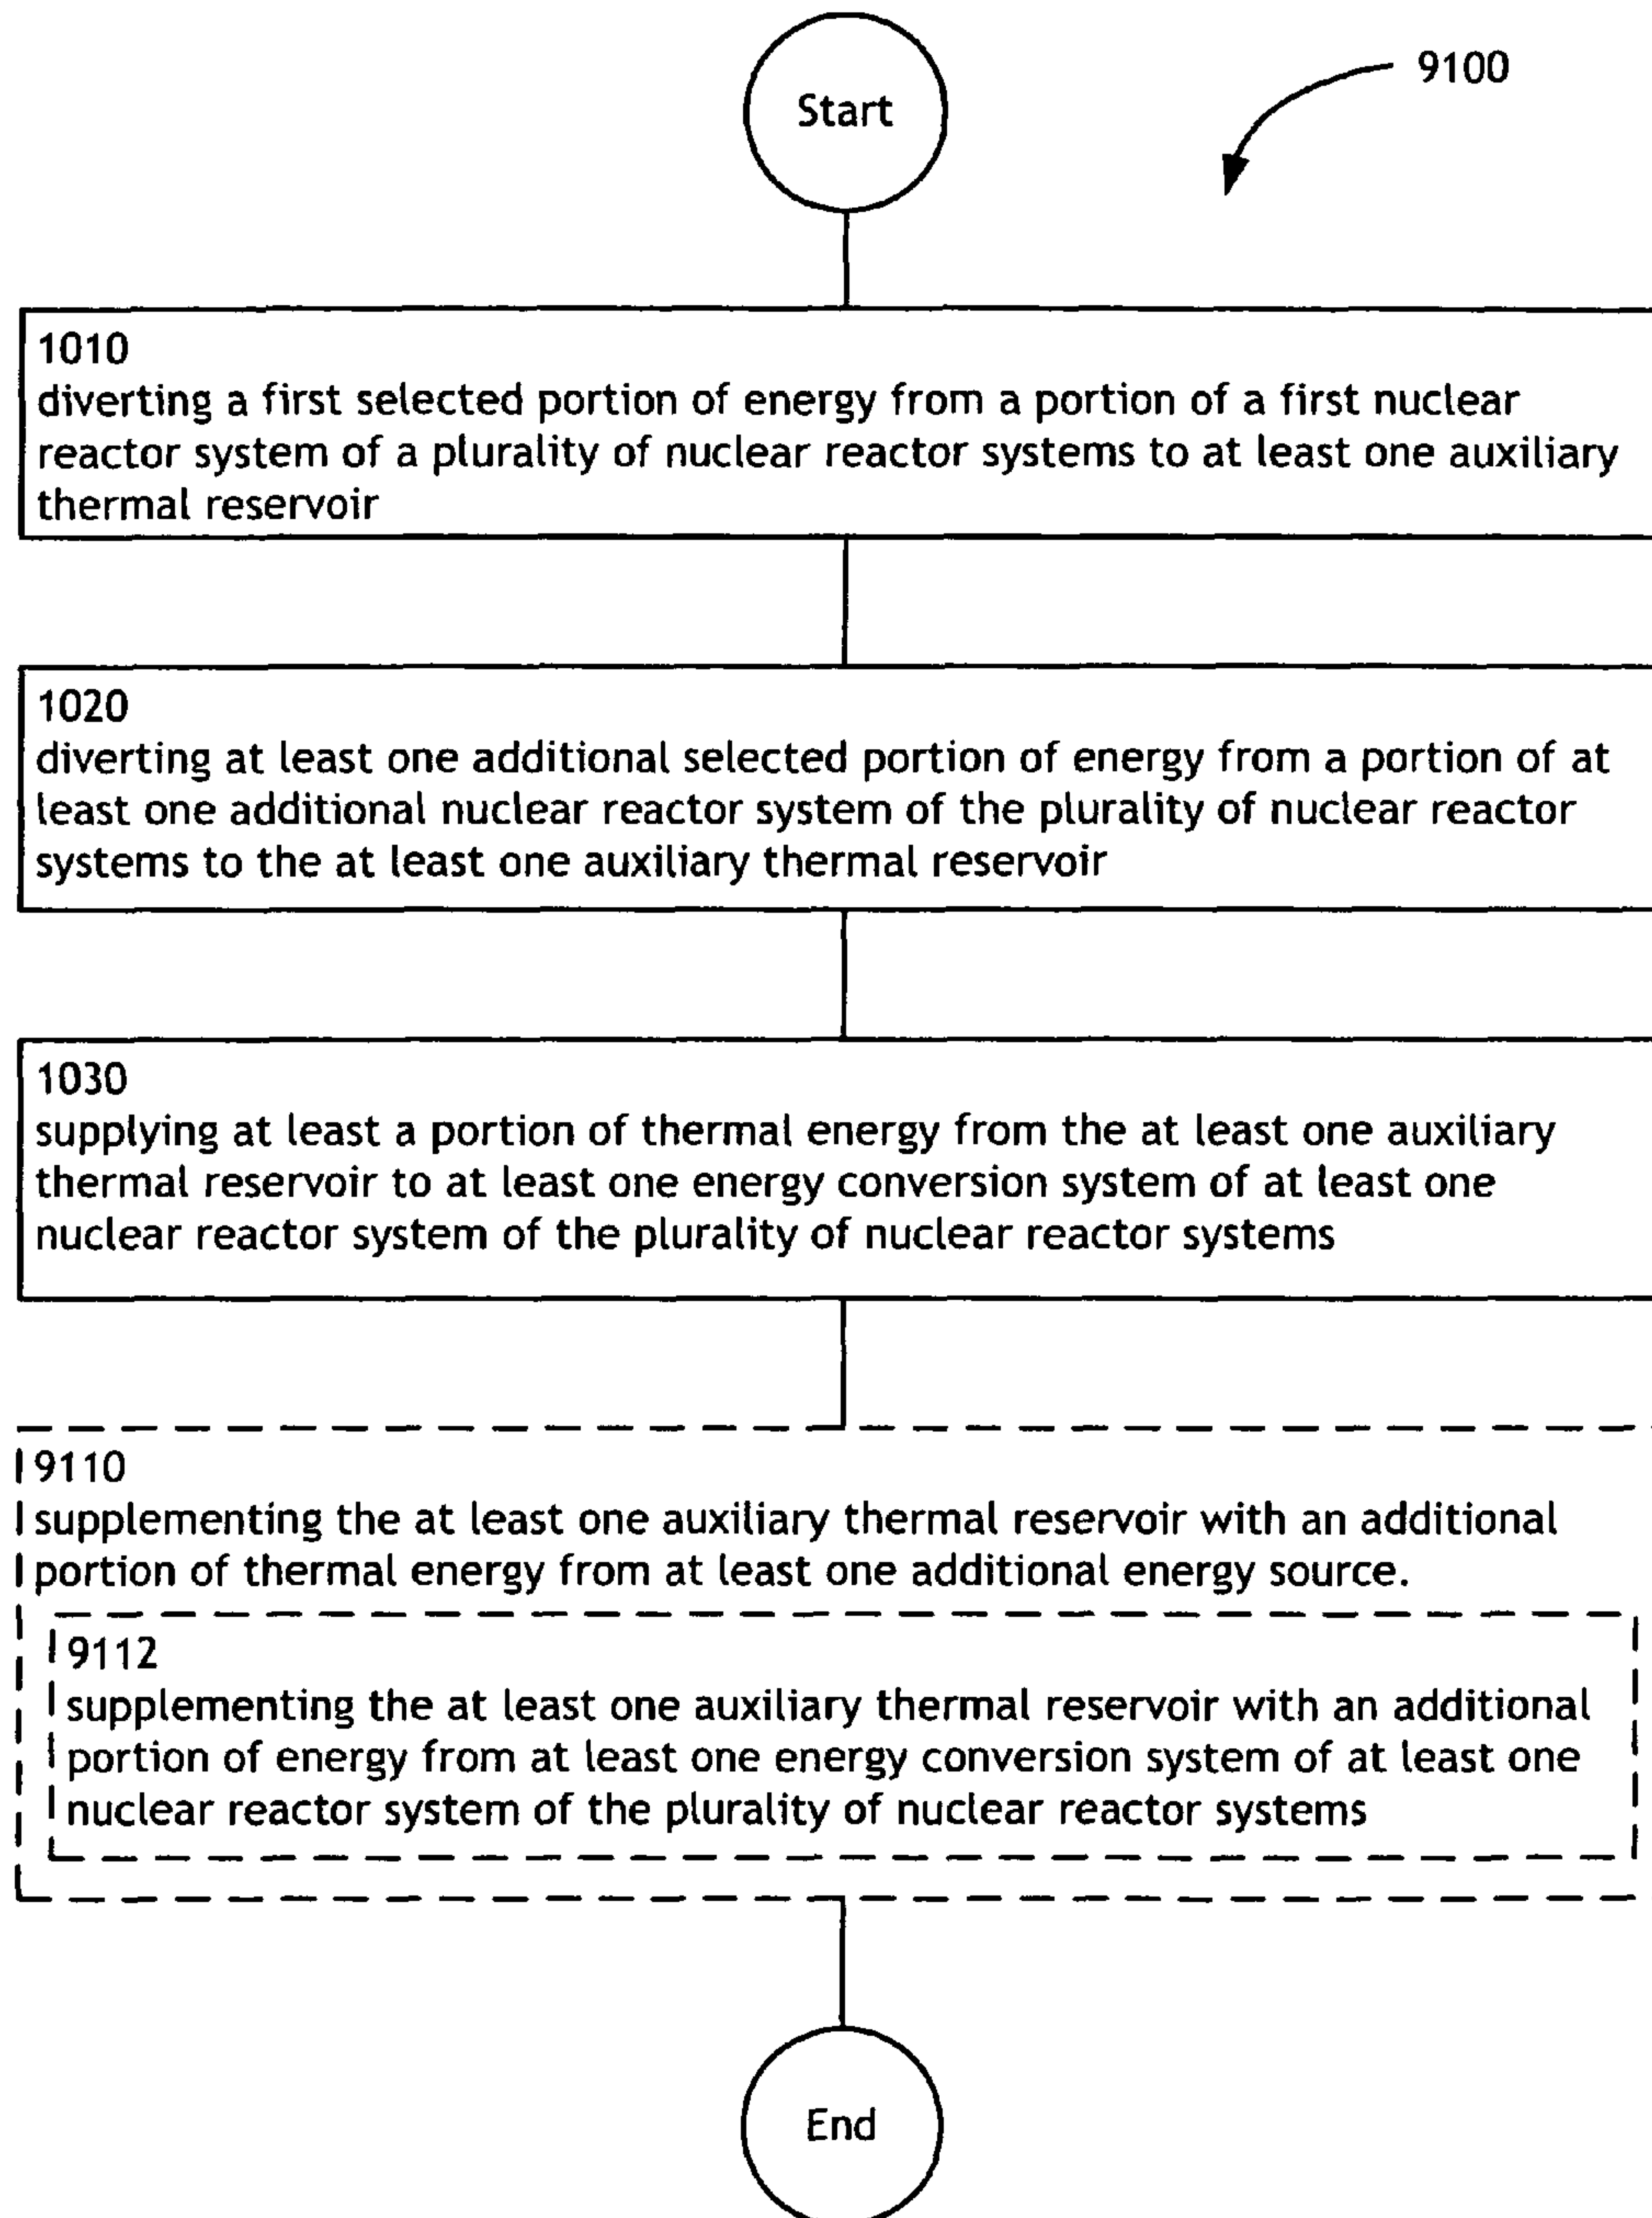 Start
9100
1010
diverting a first selected portion of energy from a portion of a first nuclear
reactor system of a plurality of nuclear reactor systems to at least one auxiliary
thermal reservoir
1020
diverting at least one additional selected portion of energy from a portion of at
least one additional nuclear reactor system of the plurality of nuclear reactor
systems to the at least one auxiliary thermal reservoir
1030
supplying at least a portion of thermal energy from the at least one auxiliary
thermal reservoir to at least one energy conversion system of at least one
nuclear reactor system of the plurality of nuclear reactor systems
9110
supplementing the at least one auxiliary thermal reservoir with an additional
portion of thermal energy from at least one additional energy source.
9112
supplementing the at least one auxiliary thermal reservoir with an additional
portion of energy from at least one energy conversion system of at least one
nuclear reactor system of the plurality of nuclear reactor systems
End